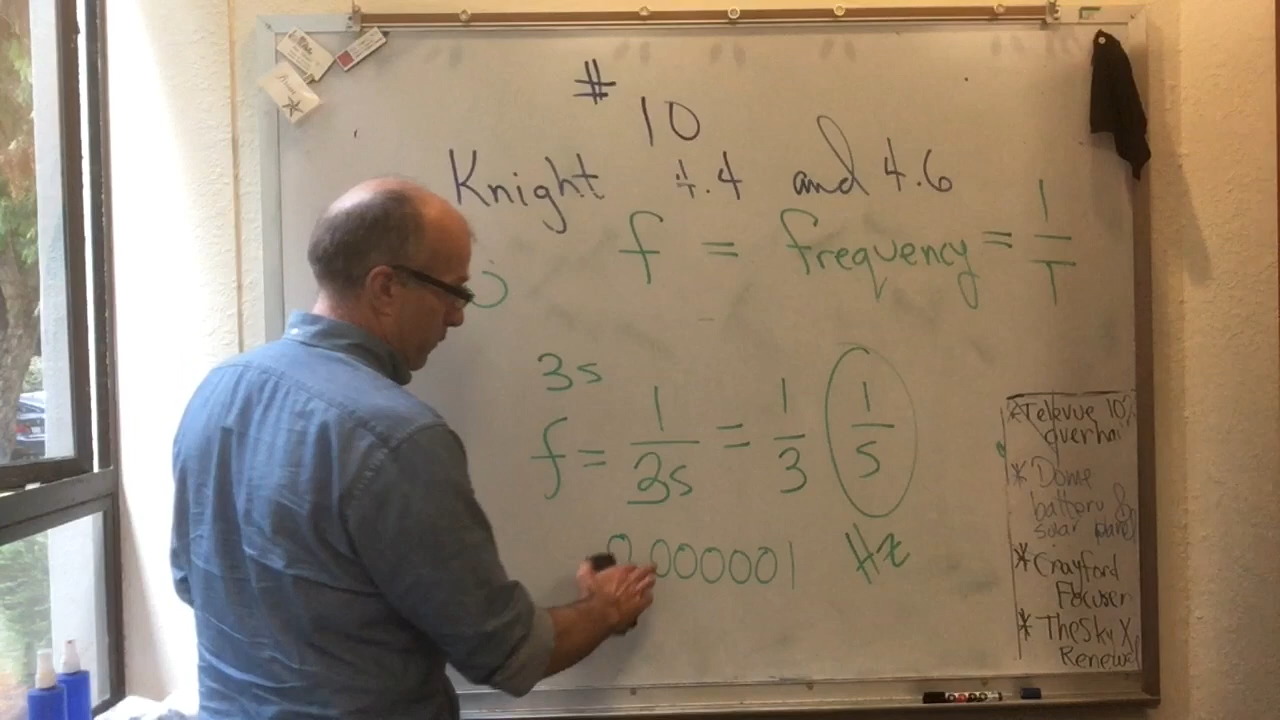 #
10
Knight 4.4 and 4.6
f = frequency = 1/T
3s
f = 1/3s = 1/3 1/s
0.000001 Hz
*Televue 10%
overhaul
* Dome
battery &
solar panel
*Crayford
Focuser
*TheSky X
Renewal